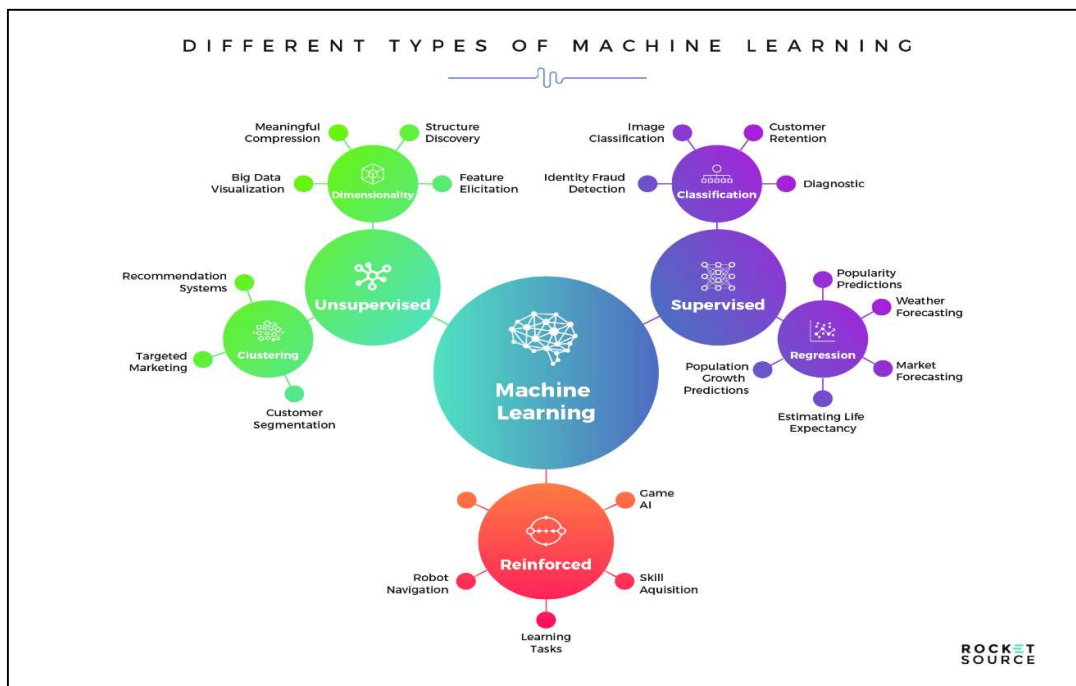 DIFFERENT TYPES OF MACHINE LEARNING
Meaningful
Compression
Structure
Discovery
Big Data
Visualization
Feature
Elicitation
Dimensionality
Image
Classification
Customer
Retention
Identity Fraud
Detection
Diagnostic
Classification
Recommendation
Systems
Unsupervised
Targeted
Marketing
Clustering
Customer
Segmentation
Supervised
Popularity
Predictions
Weather
Forecasting
Regression
Population
Growth
Predictions
Market
Forecasting
Estimating Life
Expectancy
Machine
Learning
Game
AI
Reinforced
Robot
Navigation
Skill
Aquisition
Learning
Tasks
ROCKET
SOURCE